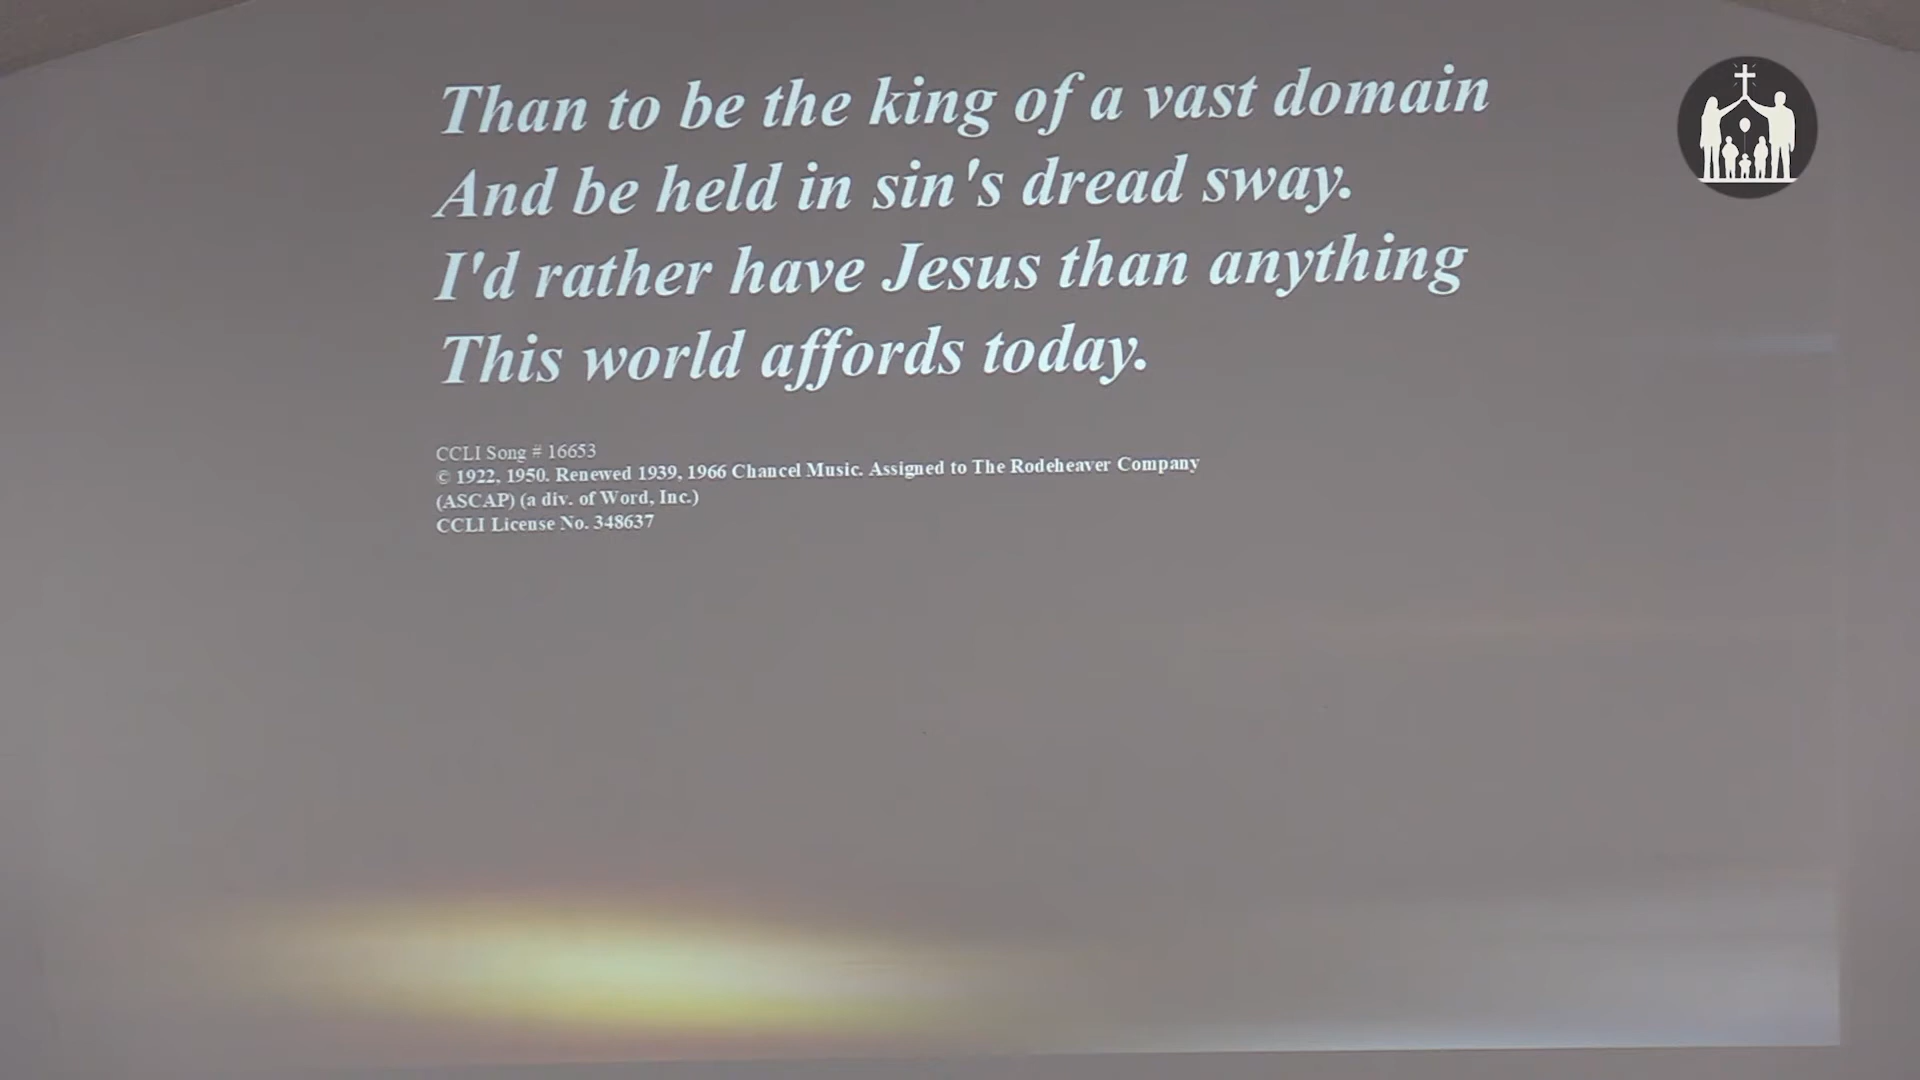 Than to be the king of a vast domain
And be held in sin's dread sway.
I'd rather have Jesus than anything
This world affords today.
CCLI Song # 16653
© 1922, 1950. Renewed 1939, 1966 Chancel Music. Assigned to The Rodeheaver Company
(ASCAP) (a div. of Word, Inc.)
CCLI License No. 348637